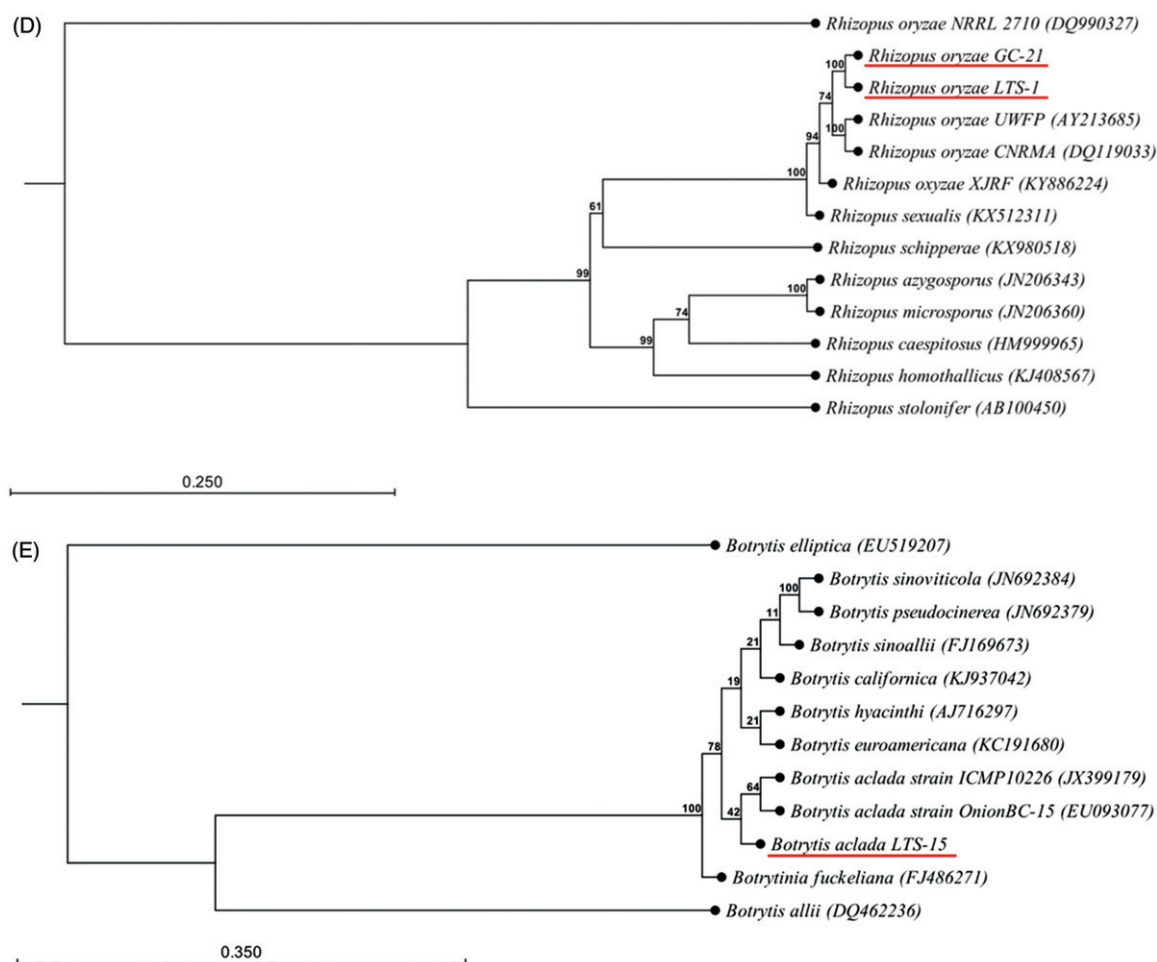 (D)
Rhizopus oryzae NRRL 2710 (DQ990327)
100 Rhizopus oryzae GC-21
Rhizopus oryzae LTS-1
74
100 Rhizopus oryzae UWFP (AY213685)
94
Rhizopus oryzae CNRMA (DQ119033)
100 Rhizopus oxyzae XJRF (KY886224)
61 Rhizopus sexualis (KX512311)
Rhizopus schipperae (KX980518)
99
100 Rhizopus azygosporus (JN206343)
74 Rhizopus microsporus (JN206360)
99 Rhizopus caespitosus (HM999965)
Rhizopus homothallicus (KJ408567)
Rhizopus stolonifer (AB100450)
0.250
(E)
Botrytis elliptica (EU519207)
100 Botrytis sinoviticola (JN692384)
11 Botrytis pseudocinerea (JN692379)
21 Botrytis sinoallii (FJ169673)
19 Botrytis californica (KJ937042)
21 Botrytis hyacinthi (AJ716297)
78 Botrytis euroamericana (KC191680)
64 Botrytis aclada strain ICMP10226 (JX399179)
100 42 Botrytis aclada strain OnionBC-15 (EU093077)
Botrytis aclada LTS-15
Botrytinia fuckeliana (FJ486271)
Botrytis allii (DQ462236)
0.350